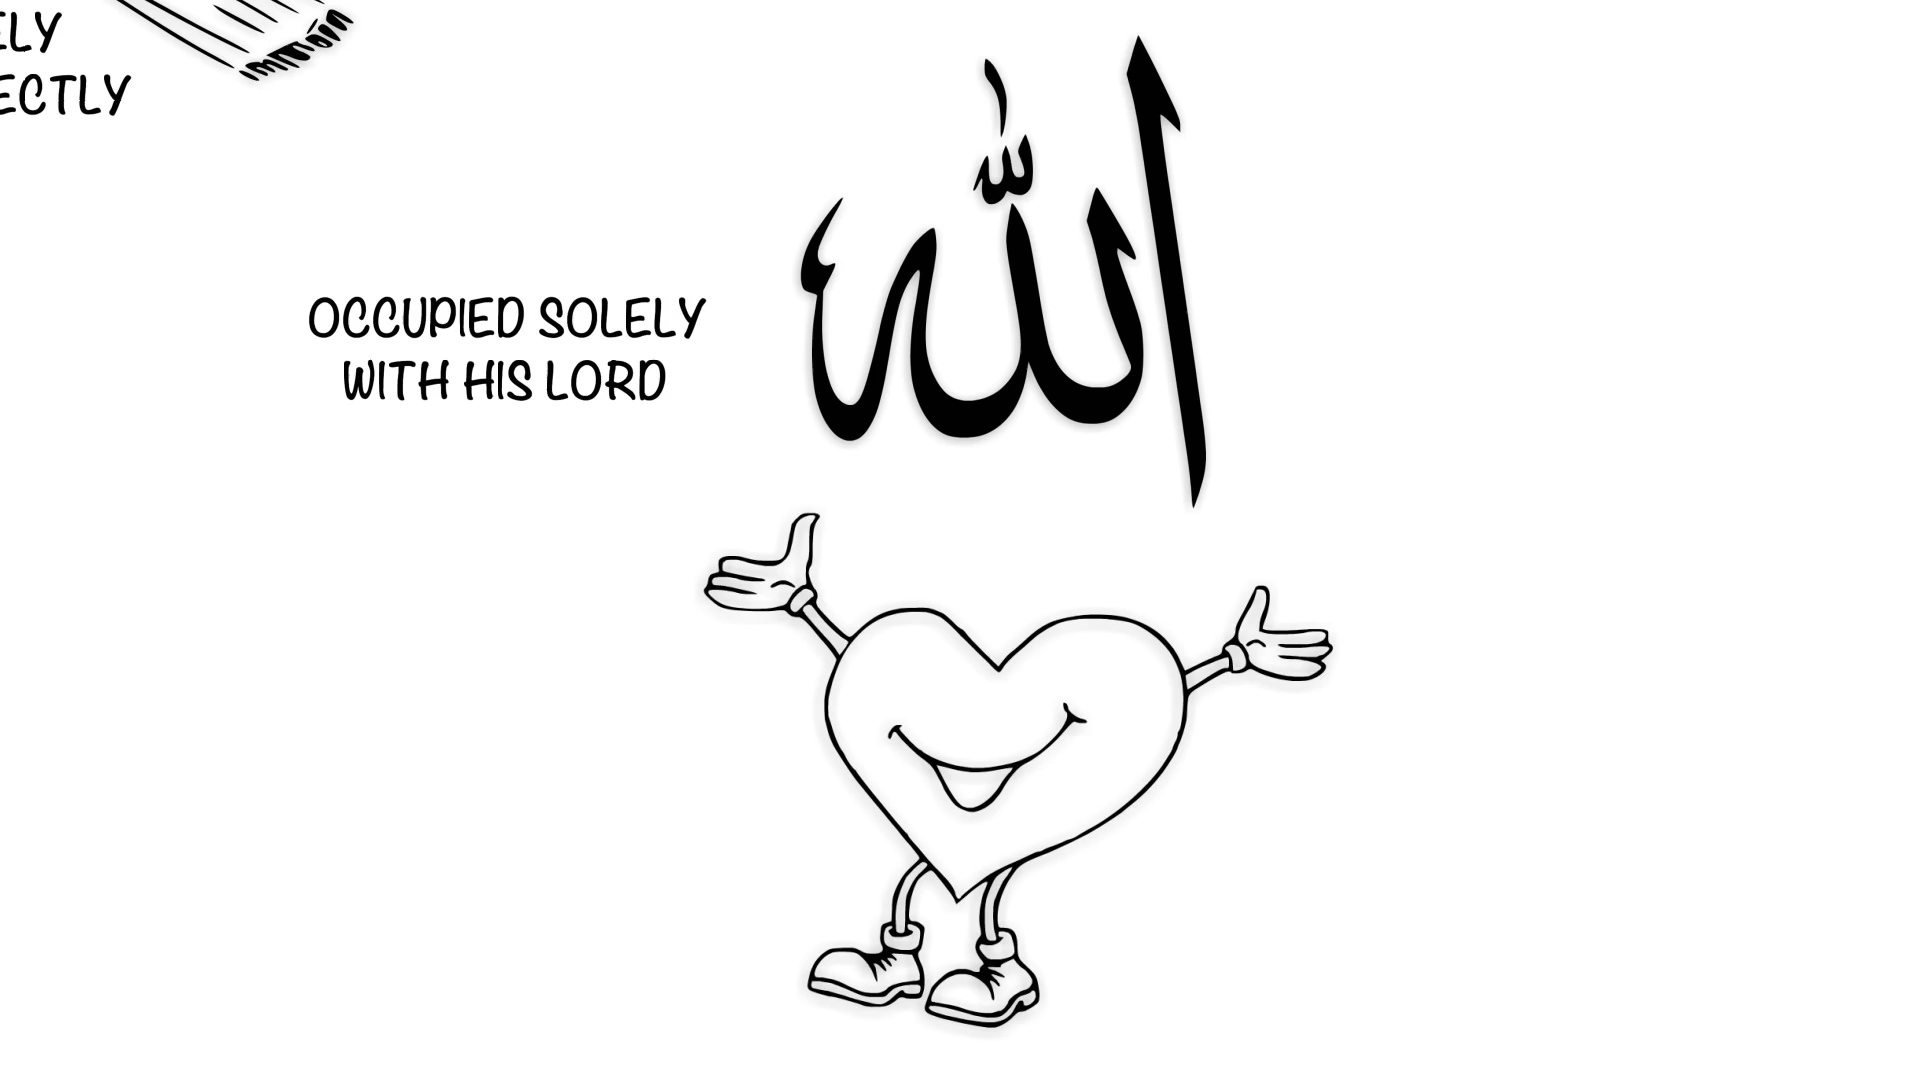 ELY
ECTLY
الله
OCCUPIED SOLELY
WITH HIS LORD